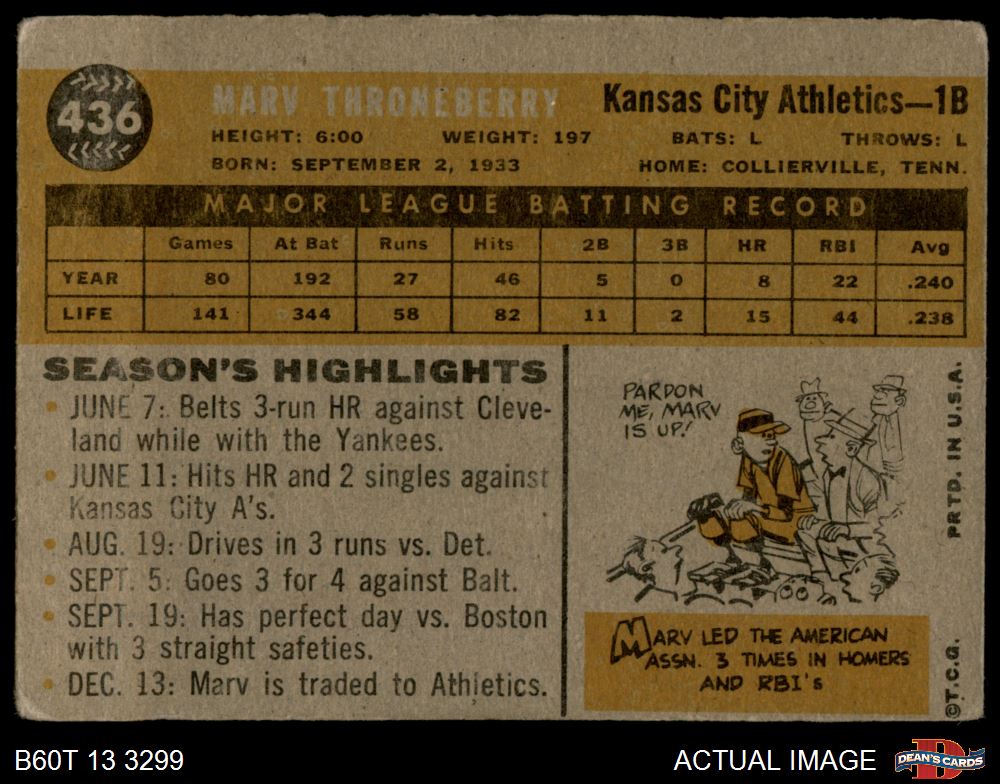 436
MARV THRONEBERRY Kansas City Athletics—1B
HEIGHT: 6:00 WEIGHT: 197 BATS: L THROWS: L
BORN: SEPTEMBER 2, 1933 HOME: COLLIERVILLE, TENN.
MAJOR LEAGUE BATTING RECORD
Games At Bat Runs Hits 2B 3B HR RBI Avg
YEAR 80 192 27 46 5 0 8 22 .240
LIFE 141 344 58 82 11 2 15 44 .238
SEASON'S HIGHLIGHTS
• JUNE 7: Belts 3-run HR against Cleve-
land while with the Yankees.
• JUNE 11: Hits HR and 2 singles against
Kansas City A's.
• AUG. 19: Drives in 3 runs vs. Det.
• SEPT. 5: Goes 3 for 4 against Balt.
• SEPT. 19: Has perfect day vs. Boston
with 3 straight safeties.
• DEC. 13: Marv is traded to Athletics.
PARDON
ME, MARV
IS UP!
MARV LED THE AMERICAN
ASSN. 3 TIMES IN HOMERS
AND RBI's
©T.C.G. PRTD. IN U.S.A.
B60T 13 3299 ACTUAL IMAGE
DEAN'S CARDS